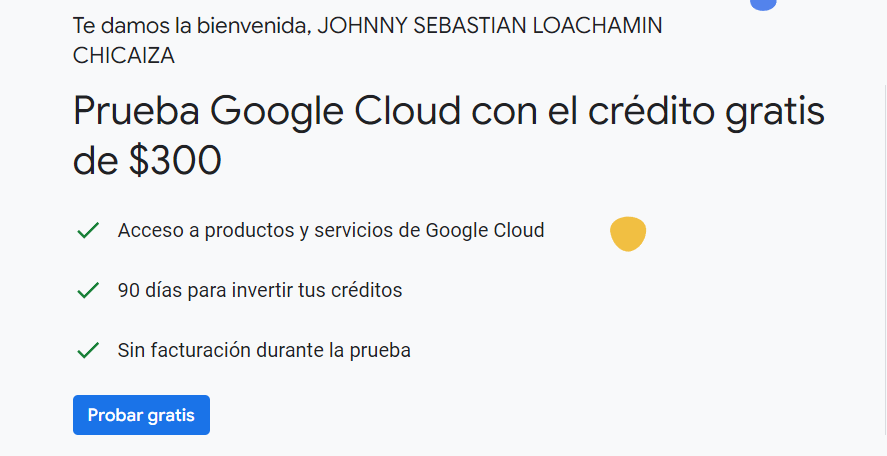 Te damos la bienvenida, JOHNNY SEBASTIAN LOACHAMIN
CHICAIZA
Prueba Google Cloud con el crédito gratis
de $300
Acceso a productos y servicios de Google Cloud
90 días para invertir tus créditos
Sin facturación durante la prueba
Probar gratis